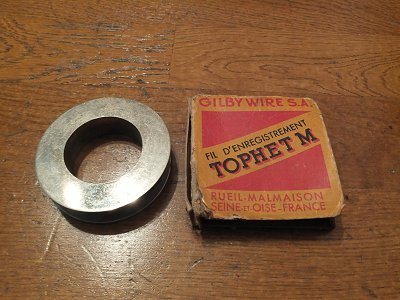 GILBY WIRE S.A.
FIL D'ENREGISTREMENT
TOPHET M
RUEIL-MALMAISON
SEINE-ET-OISE-FRANCE